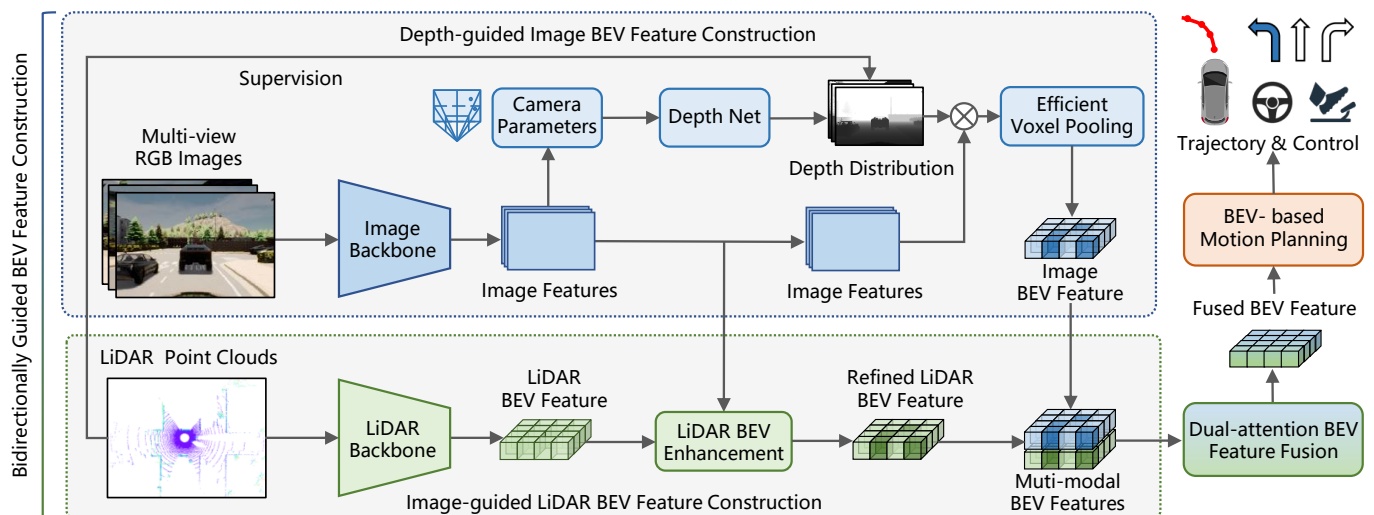 Bidirectionally Guided BEV Feature Construction
Depth-guided Image BEV Feature Construction
Supervision
Multi-view
RGB Images
Camera
Parameters
Depth Net
Depth Distribution
Efficient
Voxel Pooling
Image
Backbone
Image Features
Image Features
Image
BEV Feature
LiDAR Point Clouds
LiDAR
Backbone
LiDAR
BEV Feature
LiDAR BEV
Enhancement
Refined LiDAR
BEV Feature
Muti-modal
BEV Features
Image-guided LiDAR BEV Feature Construction
Trajectory & Control
BEV- based
Motion Planning
Fused BEV Feature
Dual-attention BEV
Feature Fusion